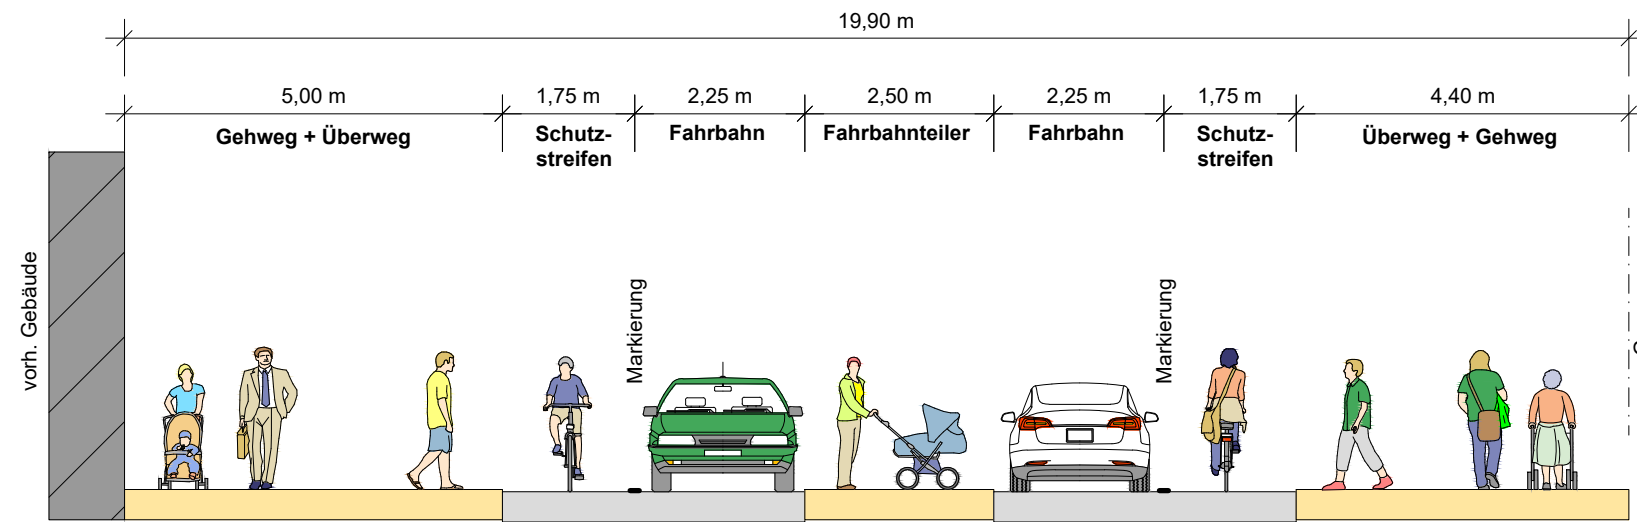 19,90 m
5,00 m
1,75 m
2,25 m
2,50 m
2,25 m
1,75 m
4,40 m
Gehweg + Überweg
Schutz-
streifen
Fahrbahn
Fahrbahnteiler
Fahrbahn
Schutz-
streifen
Überweg + Gehweg
vorh. Gebäude
Markierung
Markierung